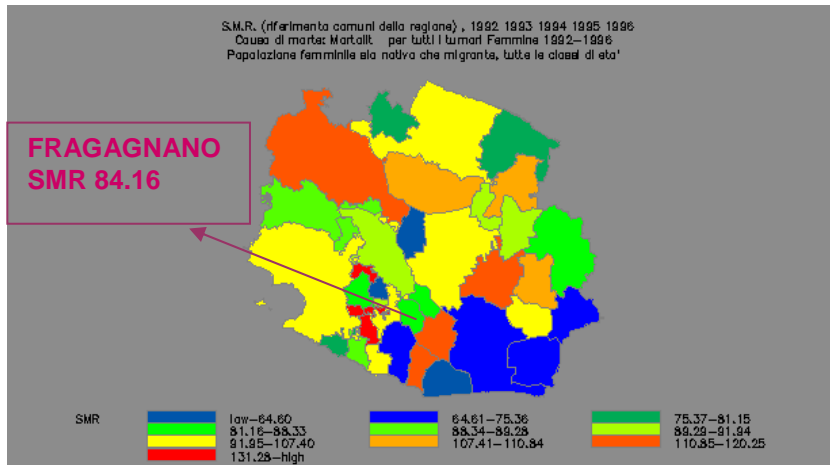 S.M.R. (riferimento comuni della regione) , 1992 1993 1994 1995 1996
Causa di morte: Mortalit per tutti i tumori Femmine 1992-1996
Popolazione femminile sia nativa che migrante, tutte le classi di eta'
FRAGAGNANO
SMR 84.16
SMR low-64.60 64.61-75.36 75.37-81.15
81.16-88.33 88.34-89.28 89.29-91.94
91.95-107.40 107.41-110.84 110.85-120.25
131.28-high